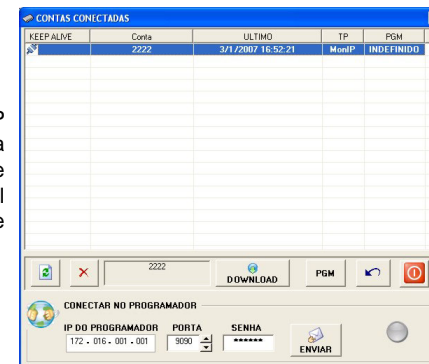 CONTAS CONECTADAS
KEEP ALIVE Conta ULTIMO TP PGM
2222 3/1/2007 16:52:21 MonIP INDEFINIDO
2222 DOWNLOAD PGM
CONECTAR NO PROGRAMADOR
IP DO PROGRAMADOR PORTA SENHA
172 . 016 . 001 . 001 9090 ****** ENVIAR